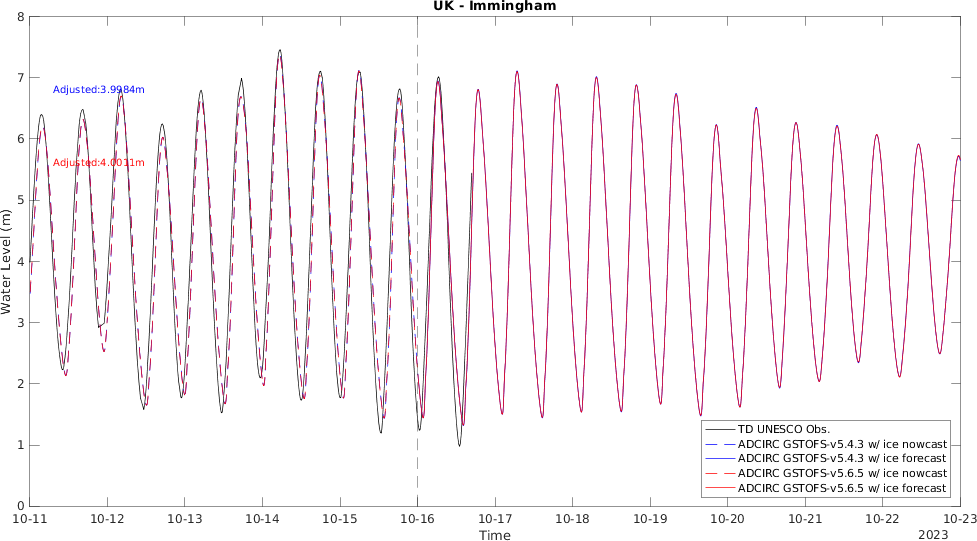 UK - Immingham
8
7
6
5
4
3
2
1
0
Water Level (m)
Adjusted:3.9984m
Adjusted:4.0011m
TD UNESCO Obs.
ADCIRC GSTOFS-v5.4.3 w/ ice nowcast
ADCIRC GSTOFS-v5.4.3 w/ ice forecast
ADCIRC GSTOFS-v5.6.5 w/ ice nowcast
ADCIRC GSTOFS-v5.6.5 w/ ice forecast
10-11 10-12 10-13 10-14 10-15 10-16 10-17 10-18 10-19 10-20 10-21 10-22 10-23
Time
2023